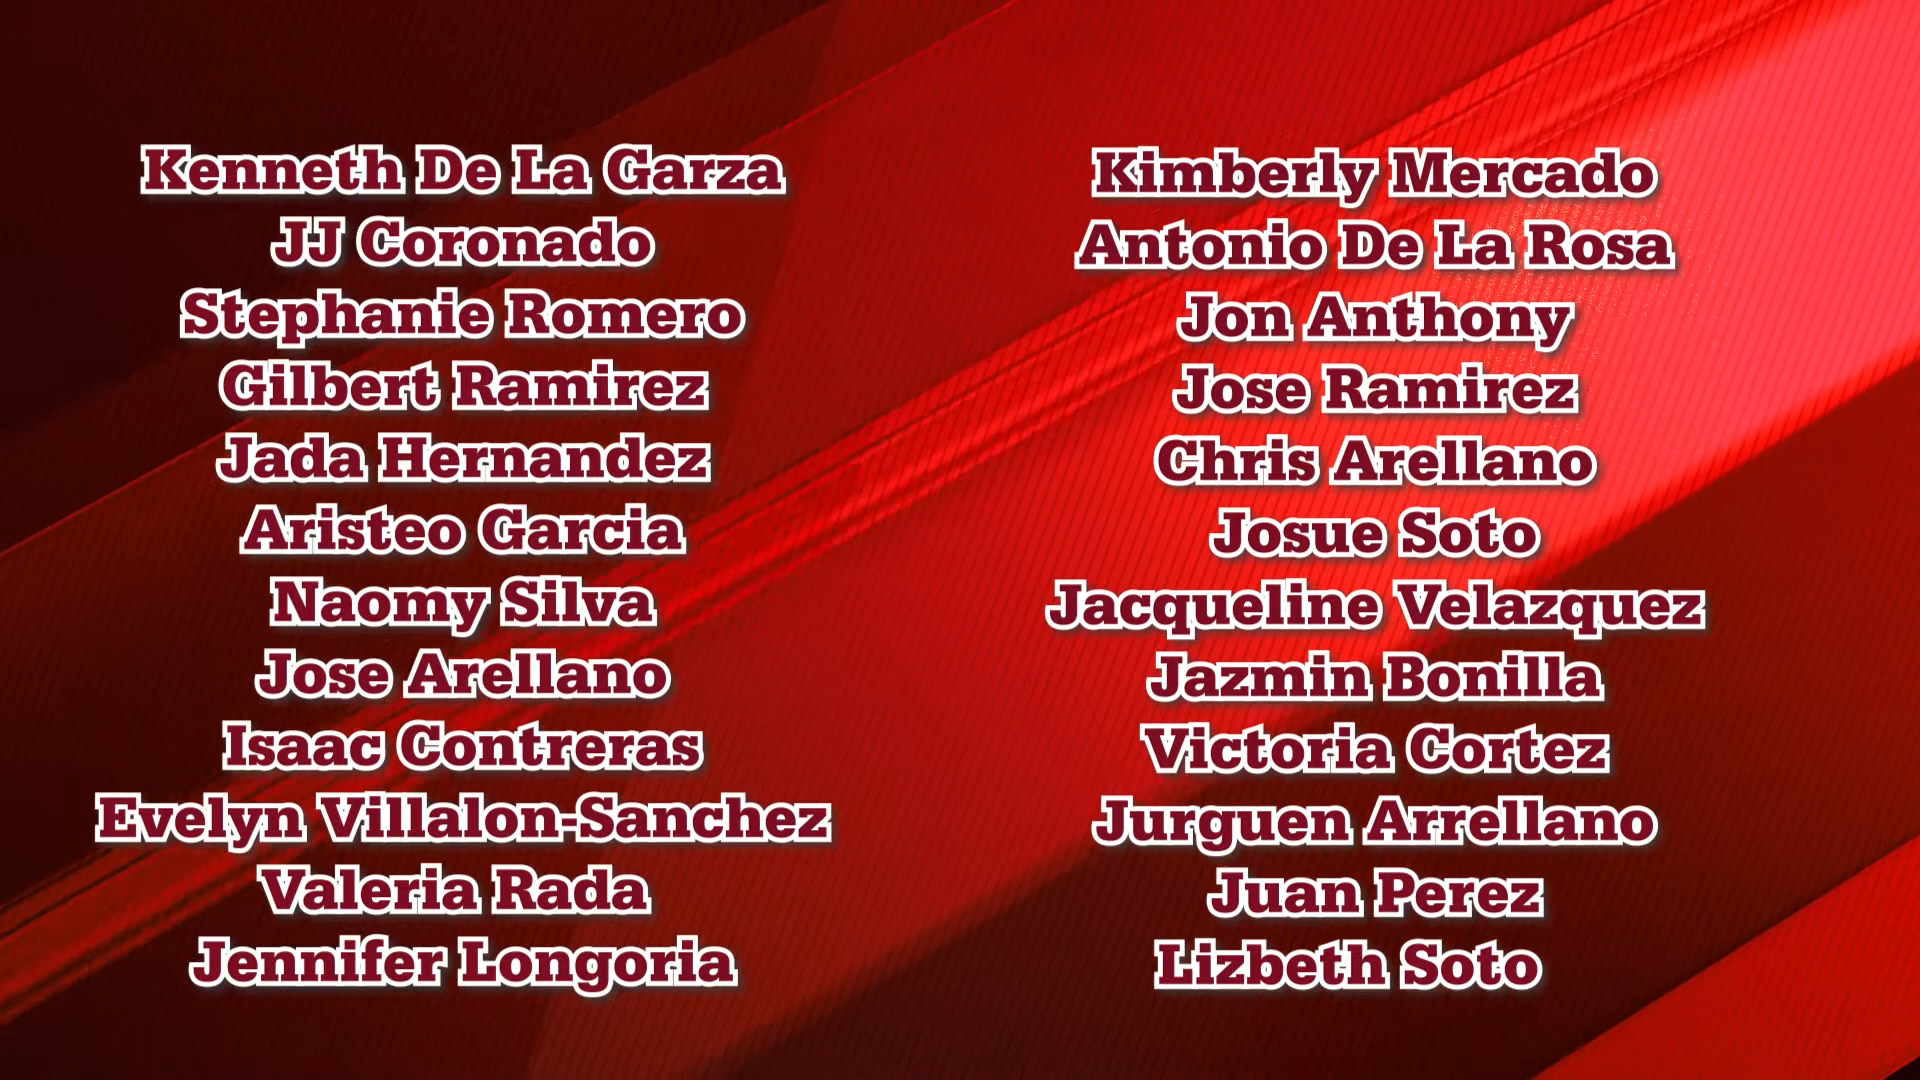 Kenneth De La Garza
JJ Coronado
Stephanie Romero
Gilbert Ramirez
Jada Hernandez
Aristeo Garcia
Naomy Silva
Jose Arellano
Isaac Contreras
Evelyn Villalon-Sanchez
Valeria Rada
Jennifer Longoria
Kimberly Mercado
Antonio De La Rosa
Jon Anthony
Jose Ramirez
Chris Arellano
Josue Soto
Jacqueline Velazquez
Jazmin Bonilla
Victoria Cortez
Jurguen Arrellano
Juan Perez
Lizbeth Soto